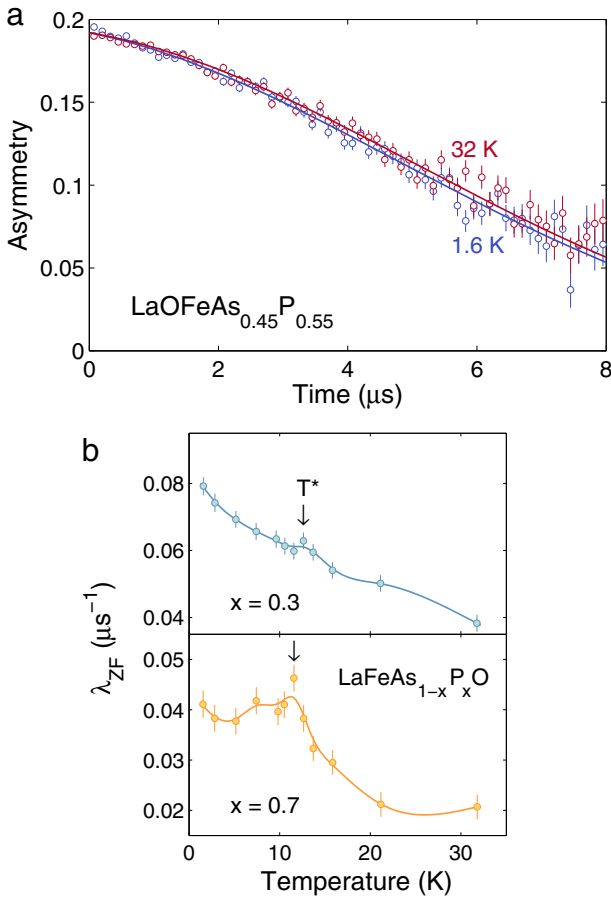 a
0.2
0.15
0.1
0.05
0
Asymmetry
32 K
1.6 K
LaOFeAs0.45P0.55
0 2 4 6 8
Time (μs)
b
0.08
0.06
0.04
T*
x = 0.3
λZF (μs−1)
0.05
0.04
0.03
0.02
LaFeAs1−xPxO
x = 0.7
0 10 20 30
Temperature (K)